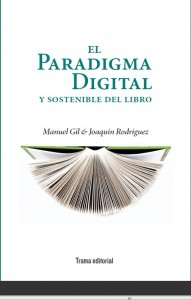 EL
PARADIGMA
DIGITAL
Y SOSTENIBLE DEL LIBRO
Manuel Gil & Joaquín Rodríguez
Trama editorial